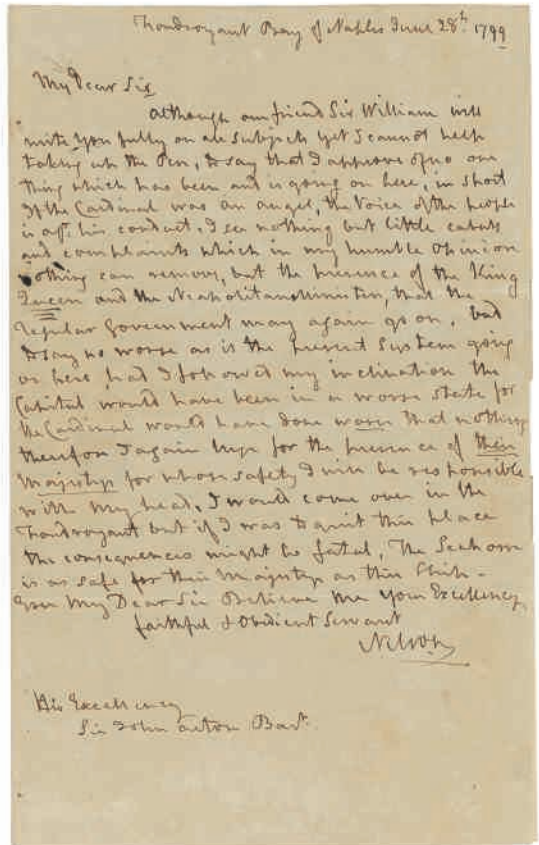 Foudroyant Bay of Naples June 28th. 1799
My Dear Sir
Although our friend Sir William will
write You fully on all subjects Yet I cannot help
taking up the Pen, to say that I approve of no one
thing which has been and is going on here, in short
If the Cardinal was an angel, the Voice of the people
is agt. his conduct. I see nothing but little cabals
and complaints which in my humble Opinion
nothing can remove, but the presence of the King
Queen and the Neapolitan Minister, that the
regular Government may again go on, bad
to say no worse as is the present System going
on here had I followed my inclination the
Capital would have been in a worse state for
the Cardinal would have done worse than nothing
therefore I again hope for the presence of their
Majestys for whose safety I will be responsible
with my head, I would come over in the
Foudroyant but if I was to quit this place
the consequences might be fatal, The Seahorse
is as safe for their Majestys as this Ship-
Ever My Dear Sir Believe Me Your Excellency
faithful & Obedient Servant
Nelson
His Excellency
Sir John Acton Bart.